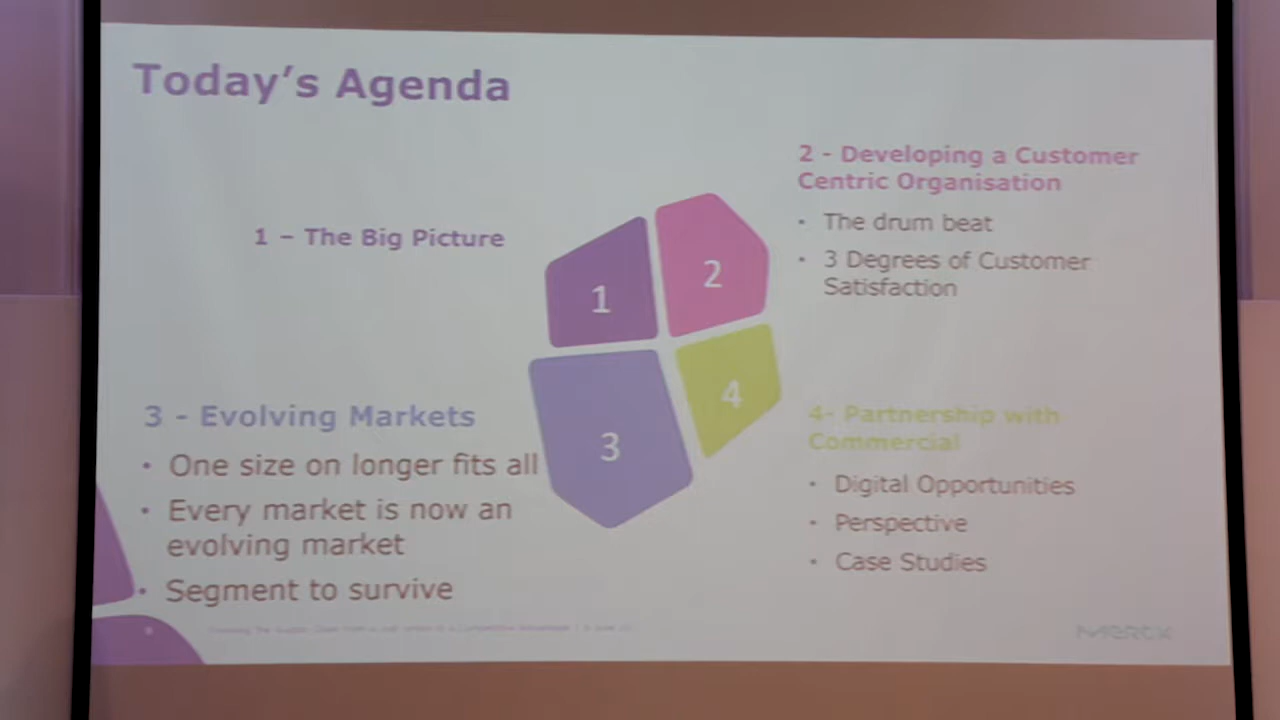 Today's Agenda
1 – The Big Picture
2 - Developing a Customer
Centric Organisation
• The drum beat
• 3 Degrees of Customer
Satisfaction
1
2
3
4
3 - Evolving Markets
• One size on longer fits all
• Every market is now an
evolving market
• Segment to survive
4- Partnership with
Commercial
• Digital Opportunities
• Perspective
• Case Studies
MERCK